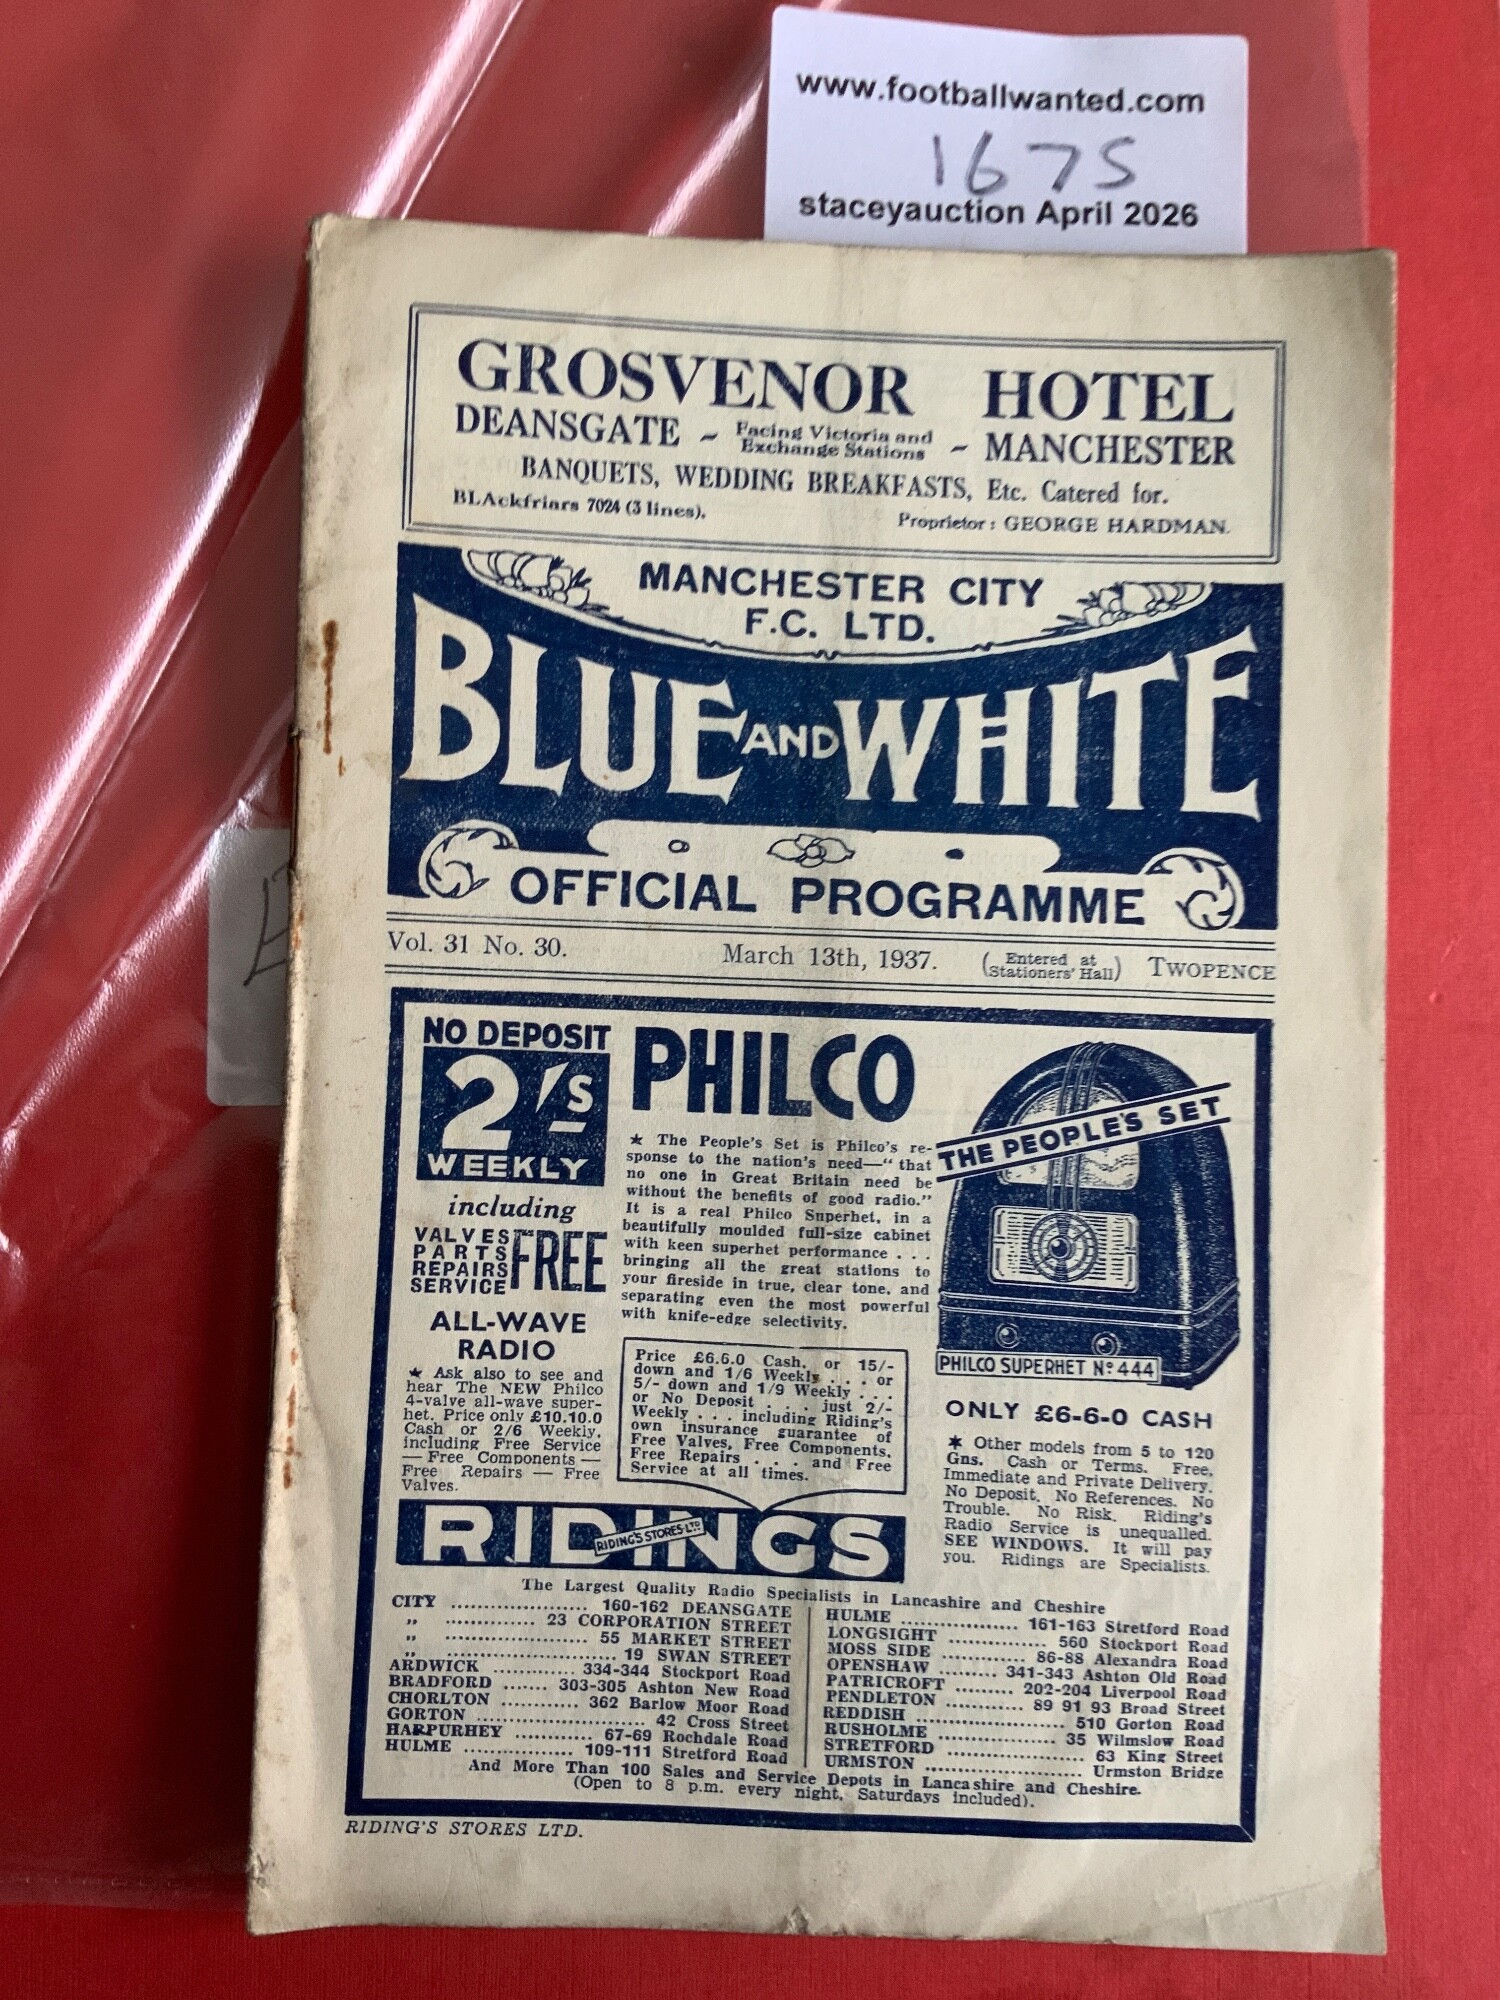 www.footballwanted.com
1675
staceyauction April 2026
GROSVENOR HOTEL
DEANSGATE ~ Facing Victoria and Exchange Stations ~ MANCHESTER
BANQUETS, WEDDING BREAKFASTS, Etc. Catered for.
BLAckfriars 7024 (3 lines).
Proprietor : GEORGE HARDMAN.
MANCHESTER CITY
F.C. LTD.
BLUE AND WHITE
OFFICIAL PROGRAMME
Vol. 31 No. 30.
March 13th, 1937.
(Entered at Stationers' Hall)
TWOPENCE
NO DEPOSIT
2/s
WEEKLY
including
VALVES
PARTS
REPAIRS
SERVICE
FREE
ALL-WAVE
RADIO
★ Ask also to see and
hear The NEW Philco
4-valve all-wave super-
het. Price only £10.10.0
Cash or 2/6 Weekly,
including Free Service
— Free Components —
Free Repairs — Free
Valves.
PHILCO
★ The People's Set is Philco's re-
sponse to the nation's need—" that
no one in Great Britain need be
without the benefits of good radio."
It is a real Philco Superhet, in a
beautifully moulded full-size cabinet
with keen superhet performance . . .
bringing all the great stations to
your fireside in true, clear tone, and
separating even the most powerful
with knife-edge selectivity.
Price £6.6.0 Cash, or 15/-
down and 1/6 Weekly . . . or
5/- down and 1/9 Weekly . . .
or No Deposit . . . just 2/-
Weekly . . . including Riding's
own insurance guarantee of
Free Valves, Free Components,
Free Repairs . . . and Free
Service at all times.
THE PEOPLE'S SET
PHILCO SUPERHET Nº 444
ONLY £6-6-0 CASH
★ Other models from 5 to 120
Gns. Cash or Terms. Free,
Immediate and Private Delivery.
No Deposit. No References. No
Trouble. No Risk. Riding's
Radio Service is unequalled.
SEE WINDOWS. It will pay
you. Ridings are Specialists.
RIDINGS
RIDING'S STORES LTD
The Largest Quality Radio Specialists in Lancashire and Cheshire
CITY .................... 160-162 DEANSGATE
,, ............. 23 CORPORATION STREET
,, ..................... 55 MARKET STREET
,, .......................... 19 SWAN STREET
ARDWICK ............ 334-344 Stockport Road
BRADFORD ....... 303-305 Ashton New Road
CHORLTON ............ 362 Barlow Moor Road
GORTON ......................... 42 Cross Street
HARPURHEY ............ 67-69 Rochdale Road
HULME ................. 109-111 Stretford Road
HULME .................. 161-163 Stretford Road
LONGSIGHT ............... 560 Stockport Road
MOSS SIDE ............... 86-88 Alexandra Road
OPENSHAW ......... 341-343 Ashton Old Road
PATRICROFT ......... 202-204 Liverpool Road
PENDLETON ........... 89 91 93 Broad Street
REDDISH ........................ 510 Gorton Road
RUSHOLME .................. 35 Wilmslow Road
STRETFORD ...................... 63 King Street
URMSTON ........................ Urmston Bridge
And More Than 100 Sales and Service Depots in Lancashire and Cheshire.
(Open to 8 p.m. every night, Saturdays included).
RIDING'S STORES LTD.